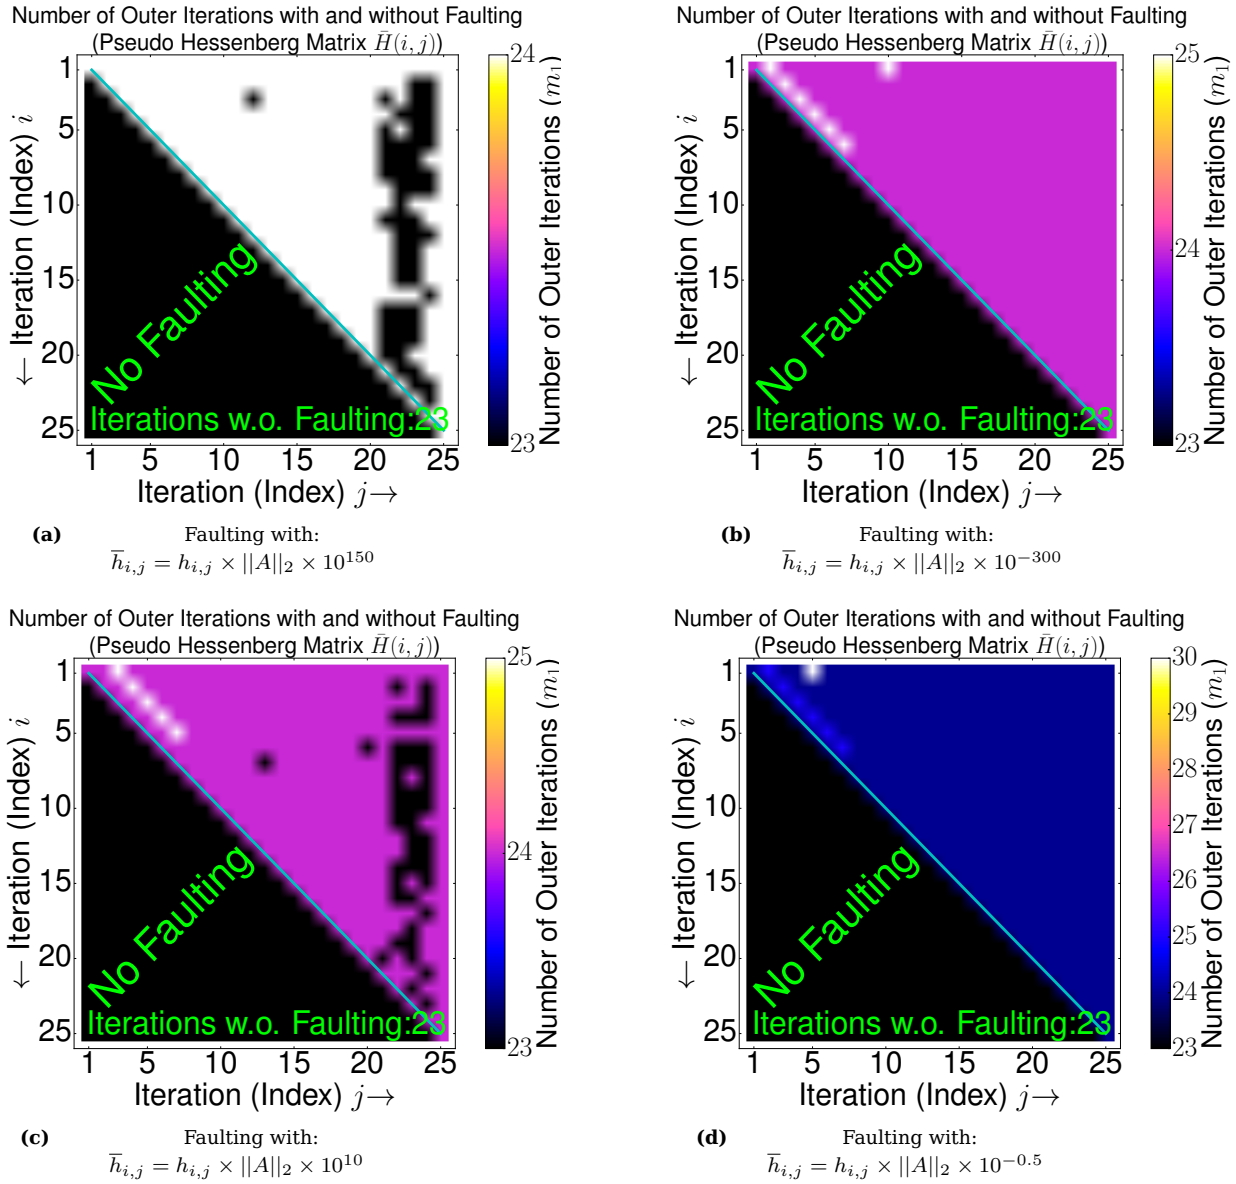 Number of Outer Iterations with and without Faulting
(Pseudo Hessenberg Matrix H̄(i, j))
1
5
10
15
20
25
← Iteration (Index) i
1 5 10 15 20 25
Iteration (Index) j→
No Faulting
Iterations w.o. Faulting:23
24
23
Number of Outer Iterations (m₁)
(a) Faulting with:
h̄ᵢ,ⱼ = hᵢ,ⱼ × ||A||₂ × 10¹⁵⁰
Number of Outer Iterations with and without Faulting
(Pseudo Hessenberg Matrix H̄(i, j))
1
5
10
15
20
25
← Iteration (Index) i
1 5 10 15 20 25
Iteration (Index) j→
No Faulting
Iterations w.o. Faulting:23
25
24
23
Number of Outer Iterations (m₁)
(b) Faulting with:
h̄ᵢ,ⱼ = hᵢ,ⱼ × ||A||₂ × 10⁻³⁰⁰
Number of Outer Iterations with and without Faulting
(Pseudo Hessenberg Matrix H̄(i, j))
1
5
10
15
20
25
← Iteration (Index) i
1 5 10 15 20 25
Iteration (Index) j→
No Faulting
Iterations w.o. Faulting:23
25
24
23
Number of Outer Iterations (m₁)
(c) Faulting with:
h̄ᵢ,ⱼ = hᵢ,ⱼ × ||A||₂ × 10¹⁰
Number of Outer Iterations with and without Faulting
(Pseudo Hessenberg Matrix H̄(i, j))
1
5
10
15
20
25
← Iteration (Index) i
1 5 10 15 20 25
Iteration (Index) j→
No Faulting
Iterations w.o. Faulting:23
30
29
28
27
26
25
24
23
Number of Outer Iterations (m₁)
(d) Faulting with:
h̄ᵢ,ⱼ = hᵢ,ⱼ × ||A||₂ × 10⁻⁰·⁵